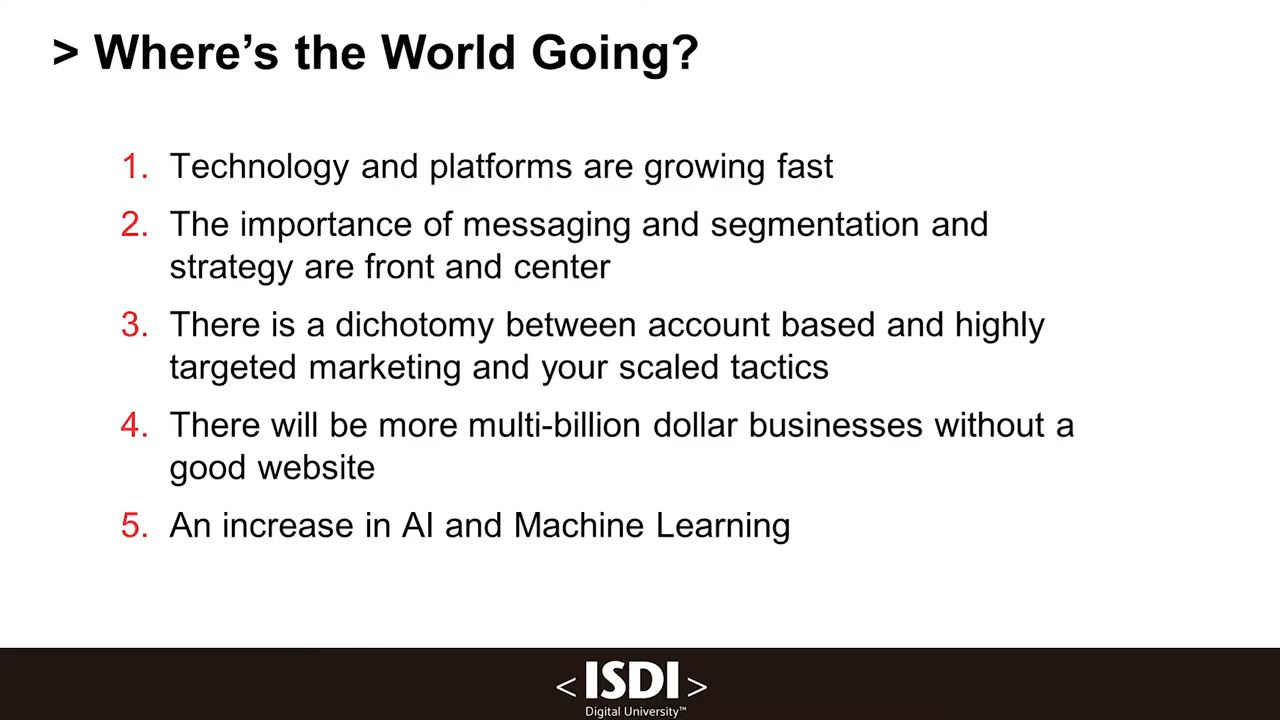 > Where’s the World Going?
1. Technology and platforms are growing fast
2. The importance of messaging and segmentation and
strategy are front and center
3. There is a dichotomy between account based and highly
targeted marketing and your scaled tactics
4. There will be more multi-billion dollar businesses without a
good website
5. An increase in AI and Machine Learning
<ISDI>
Digital University™